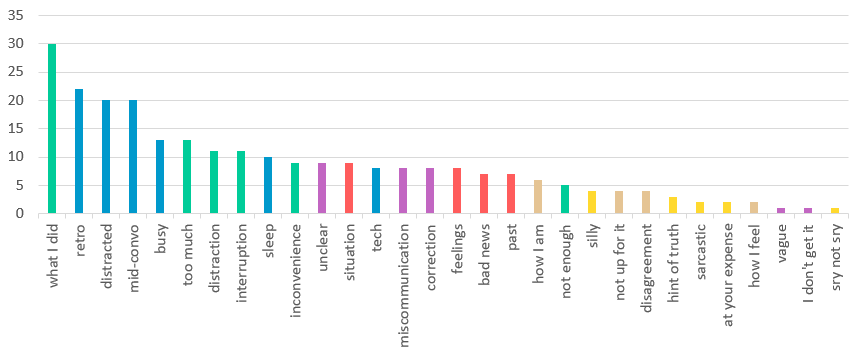 35
30
25
20
15
10
5
0
what I did
retro
distracted
mid-convo
busy
too much
distraction
interruption
sleep
inconvenience
unclear
situation
tech
miscommunication
correction
feelings
bad news
past
how I am
not enough
silly
not up for it
disagreement
hint of truth
sarcastic
at your expense
how I feel
vague
I don't get it
sry not sry